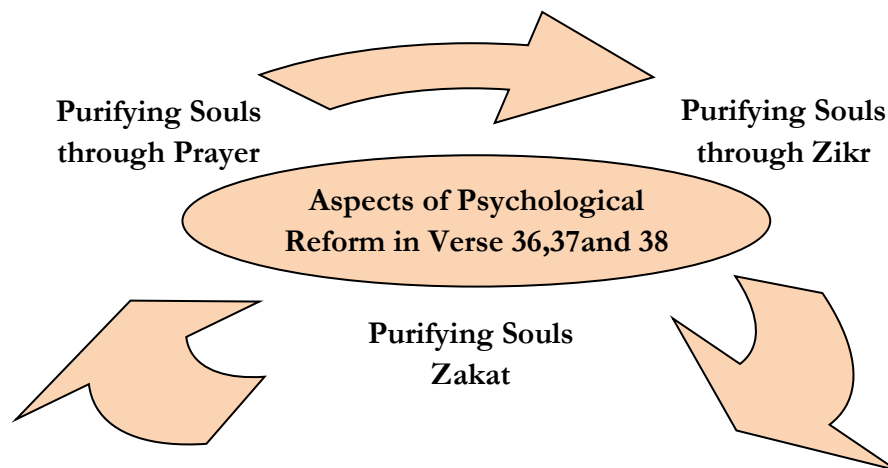 Purifying Souls
through Prayer
Purifying Souls
through Zikr
Aspects of Psychological
Reform in Verse 36,37and 38
Purifying Souls
Zakat